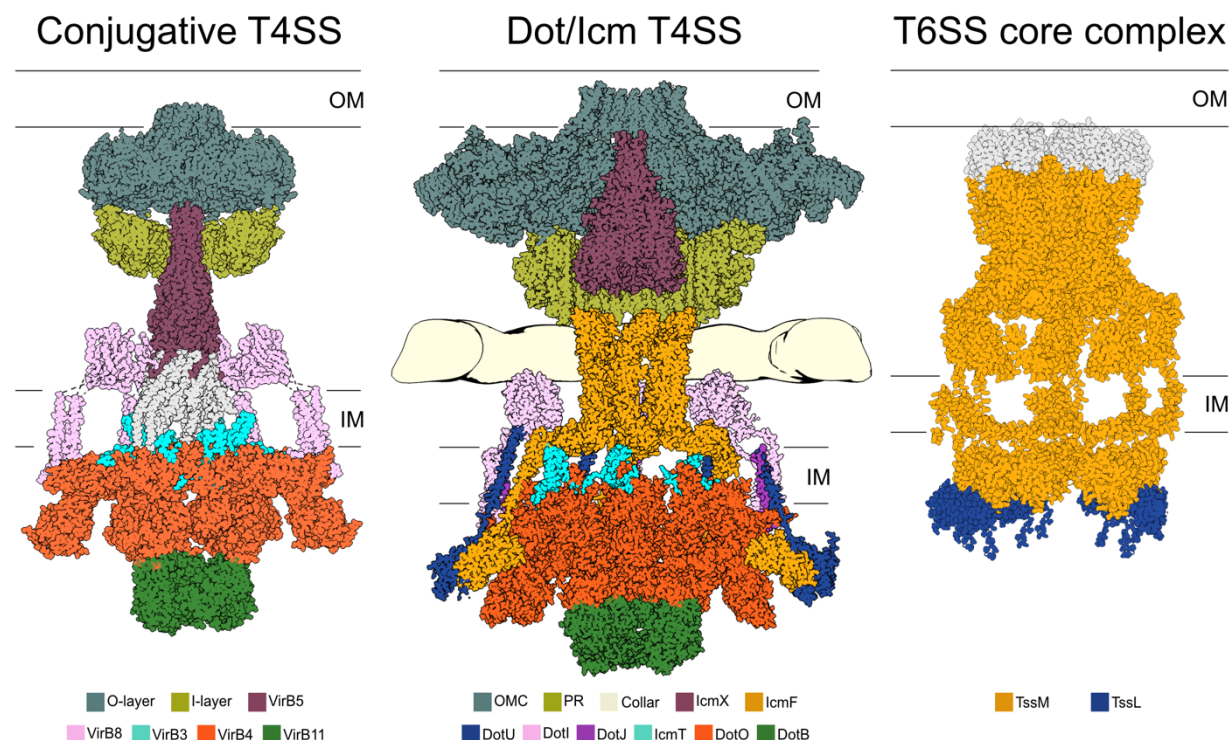 Conjugative T4SS
Dot/Icm T4SS
T6SS core complex
OM
OM
OM
IM
IM
IM
O-layer I-layer VirB5
VirB8 VirB3 VirB4 VirB11
OMC PR Collar IcmX IcmF
DotU DotI DotJ IcmT DotO DotB
TssM TssL